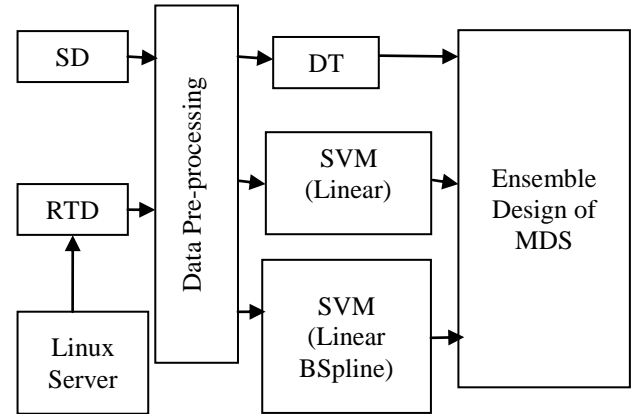 SD
RTD
Linux
Server
Data Pre-processing
DT
SVM
(Linear)
SVM
(Linear
BSpline)
Ensemble
Design of
MDS